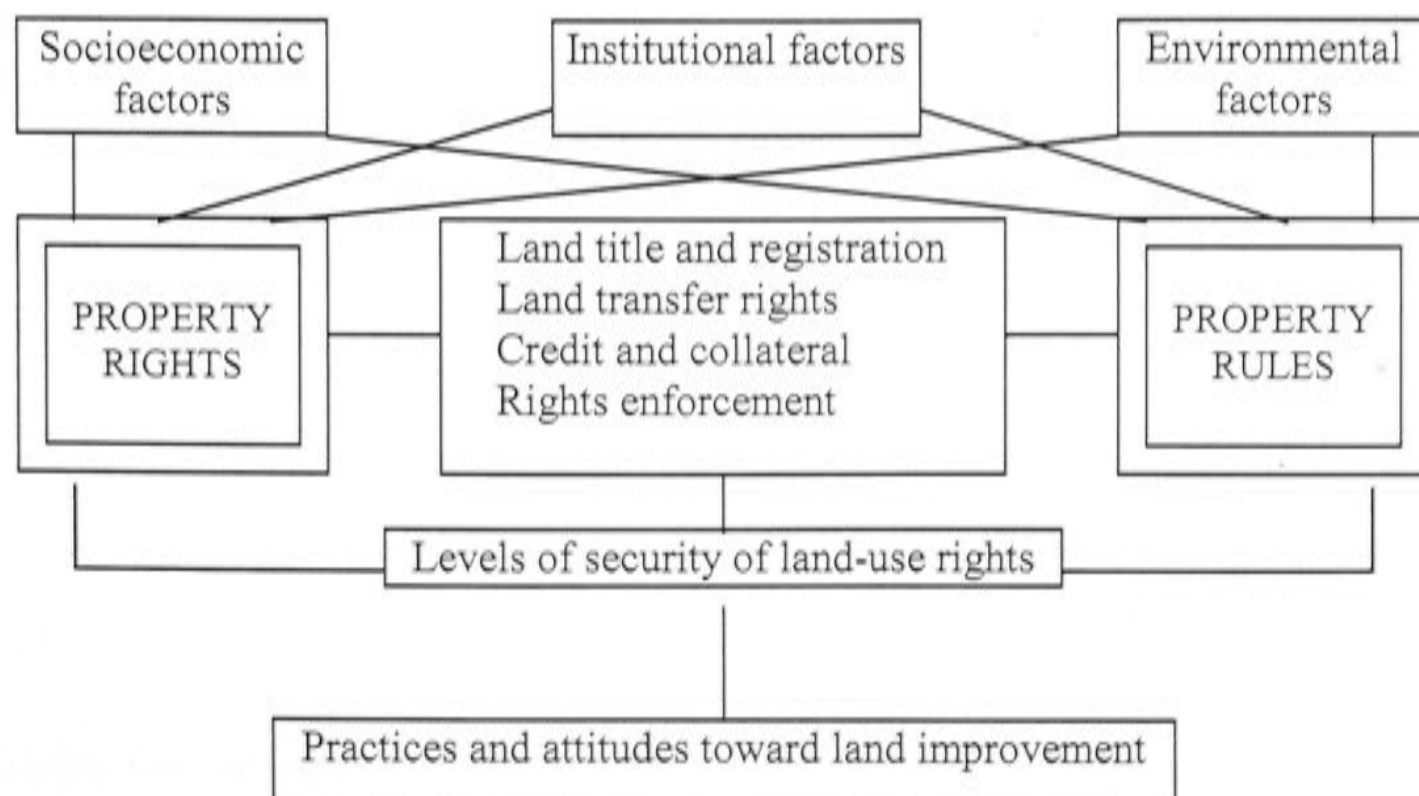 Socioeconomic
factors
Institutional factors
Environmental
factors
PROPERTY
RIGHTS
Land title and registration
Land transfer rights
Credit and collateral
Rights enforcement
PROPERTY
RULES
Levels of security of land-use rights
Practices and attitudes toward land improvement